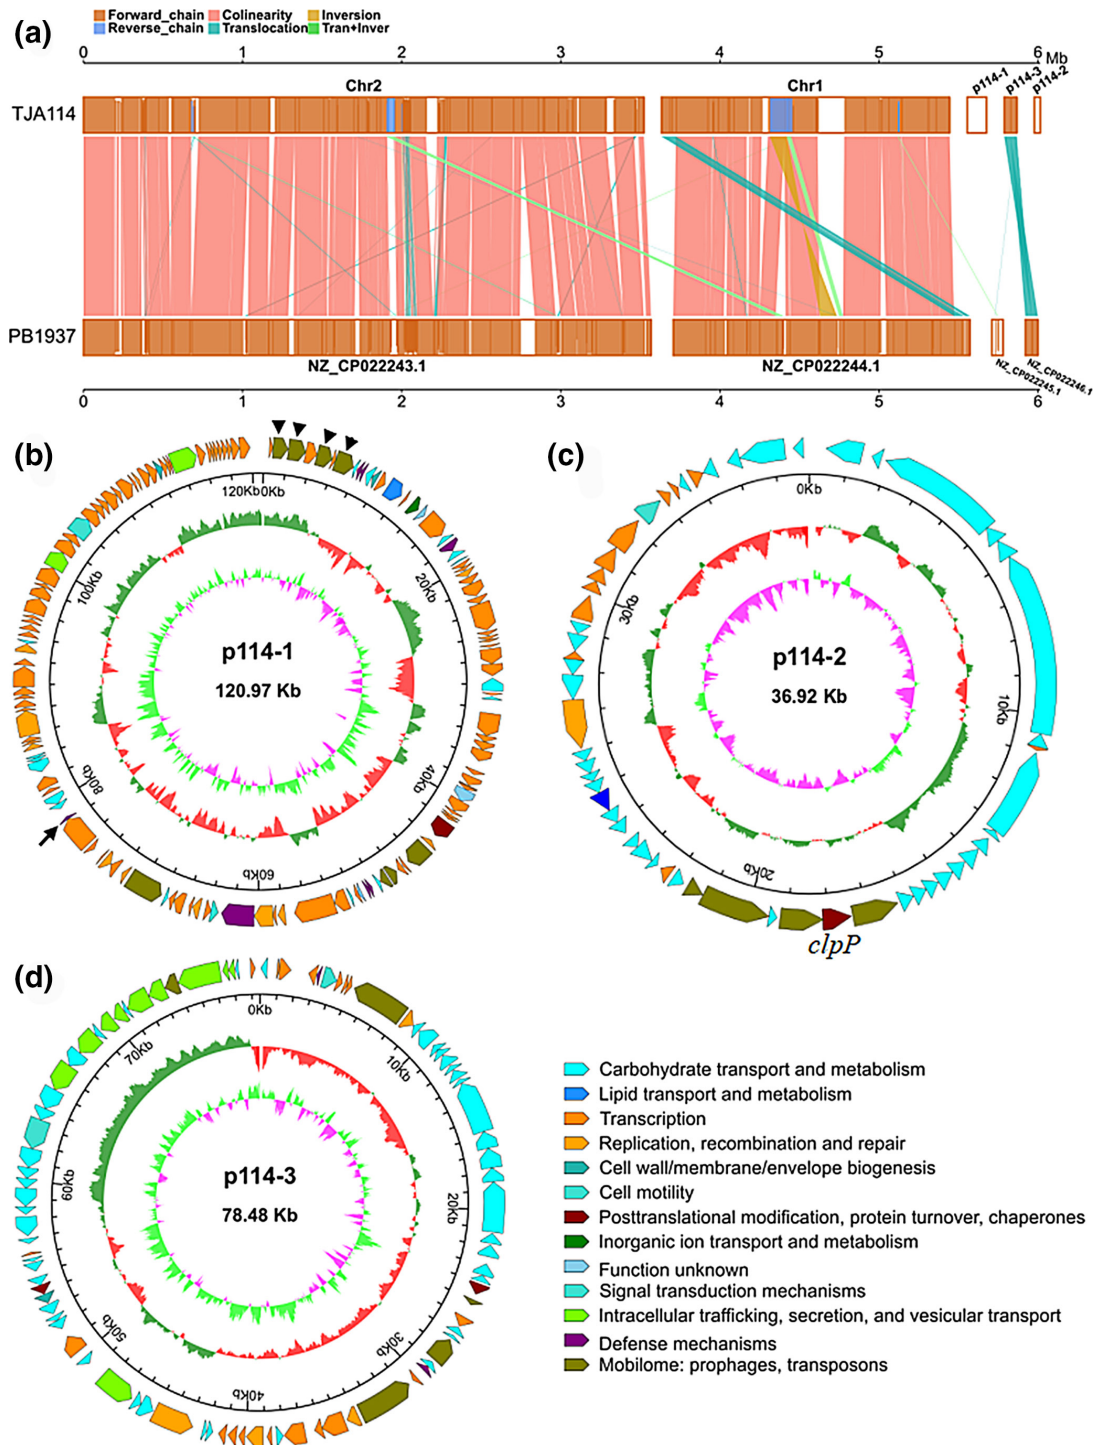 (a)
Forward_chain Colinearity Inversion
Reverse_chain Translocation Tran+Inver
0 1 2 3 4 5 6 Mb
Chr2 Chr1 p114-1 p114-3 p114-2
TJA114
PB1937
NZ_CP022243.1 NZ_CP022244.1 NZ_CP022245.1 NZ_CP022246.1
0 1 2 3 4 5 6
(b)
120Kb 0Kb
20Kb
40Kb
60Kb
80Kb
100Kb
p114-1
120.97 Kb
(c)
0Kb
10Kb
20Kb
30Kb
p114-2
36.92 Kb
clpP
(d)
0Kb
10Kb
20Kb
30Kb
40Kb
50Kb
60Kb
70Kb
p114-3
78.48 Kb
Carbohydrate transport and metabolism
Lipid transport and metabolism
Transcription
Replication, recombination and repair
Cell wall/membrane/envelope biogenesis
Cell motility
Posttranslational modification, protein turnover, chaperones
Inorganic ion transport and metabolism
Function unknown
Signal transduction mechanisms
Intracellular trafficking, secretion, and vesicular transport
Defense mechanisms
Mobilome: prophages, transposons